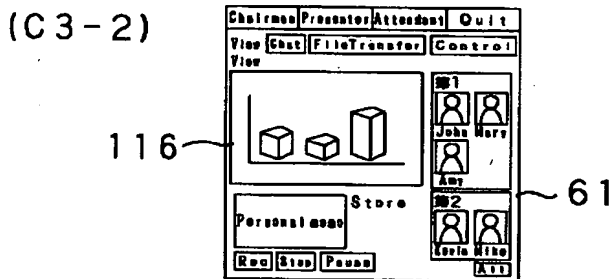 (C3-2)
Chairman Presenter Attendant Quit
View Chat FileTransfer Control
View
#1
John Mary
Amy
116
61
Store
Personal memo
#2
Kevin Mike
Rec Stop Pause
All